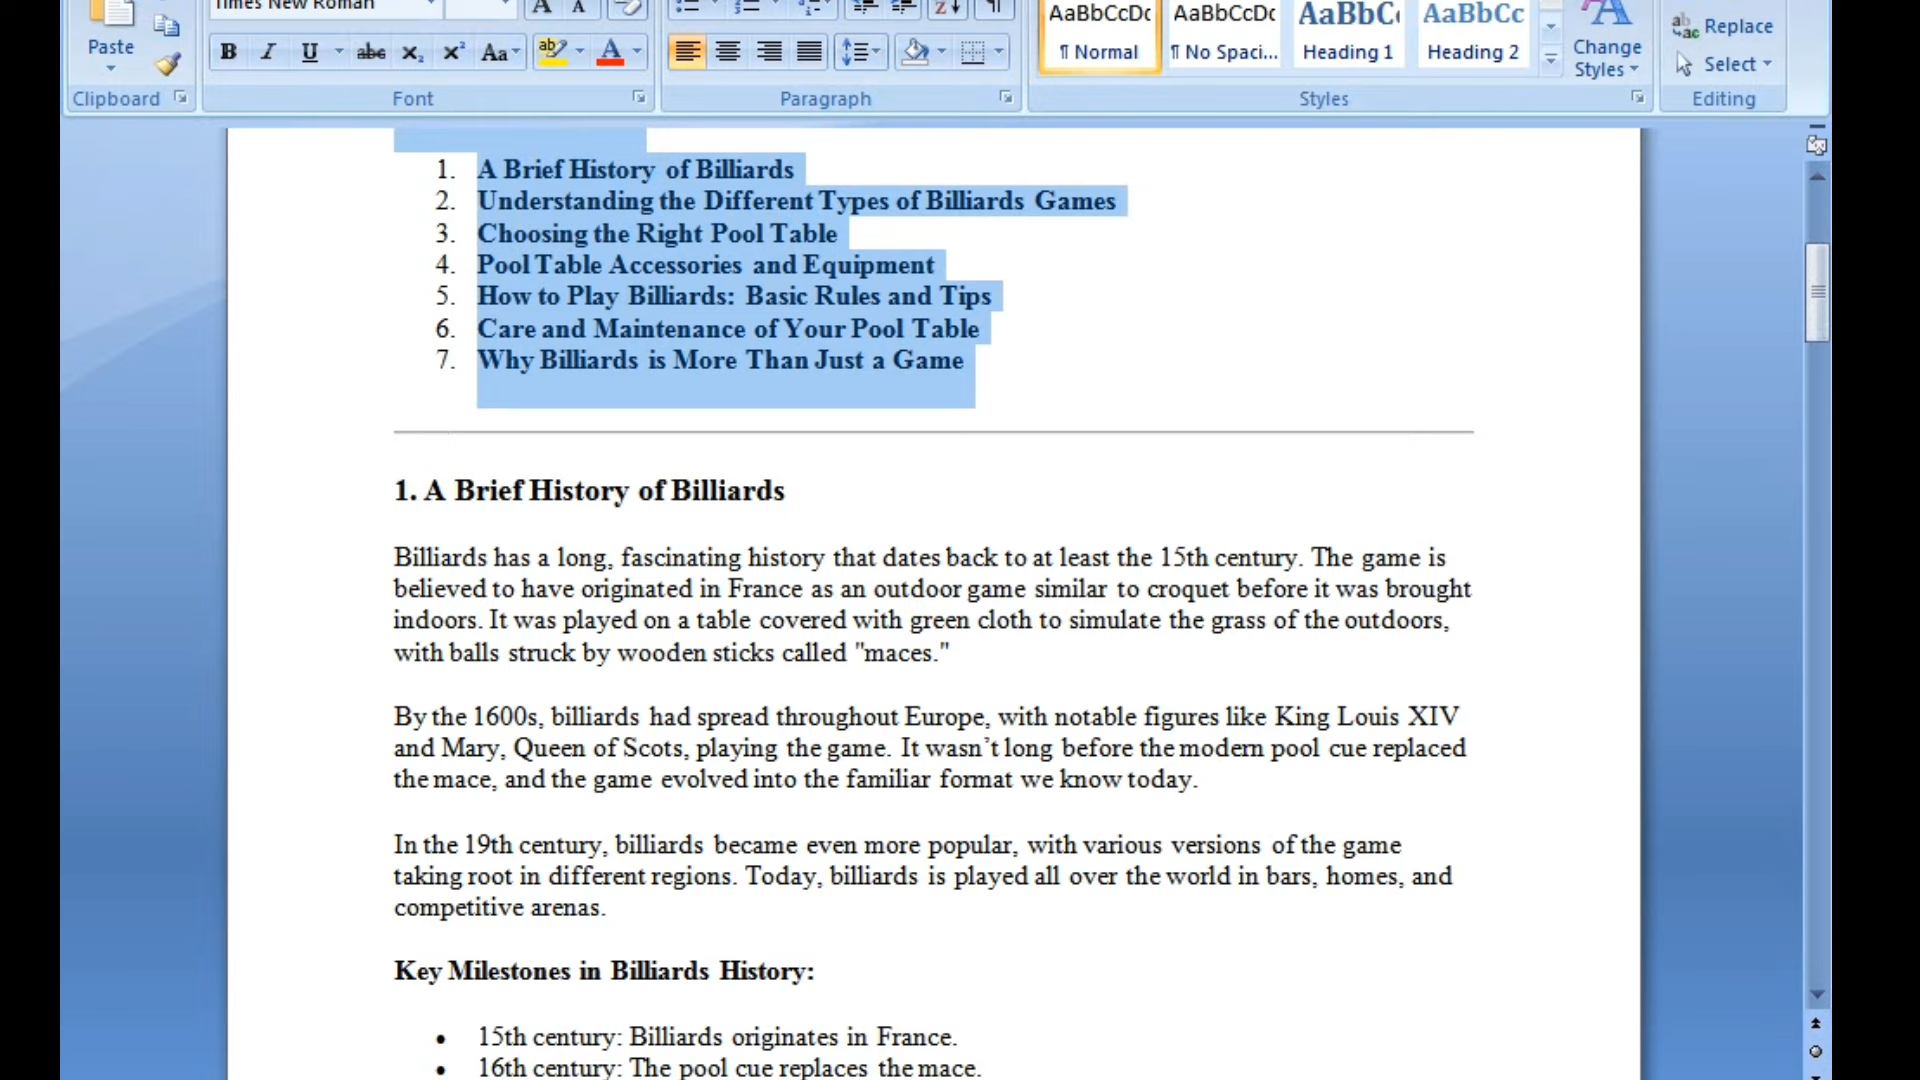 Times New Roman
Paste
B I U abc X₂ X² Aa ab A
AaBbCcDc AaBbCcDc AaBbC AaBbCc
¶ Normal ¶ No Spaci... Heading 1 Heading 2
Change Styles
Replace
Select
Clipboard Font Paragraph Styles Editing
1. A Brief History of Billiards
2. Understanding the Different Types of Billiards Games
3. Choosing the Right Pool Table
4. Pool Table Accessories and Equipment
5. How to Play Billiards: Basic Rules and Tips
6. Care and Maintenance of Your Pool Table
7. Why Billiards is More Than Just a Game
1. A Brief History of Billiards
Billiards has a long, fascinating history that dates back to at least the 15th century. The game is
believed to have originated in France as an outdoor game similar to croquet before it was brought
indoors. It was played on a table covered with green cloth to simulate the grass of the outdoors,
with balls struck by wooden sticks called "maces."
By the 1600s, billiards had spread throughout Europe, with notable figures like King Louis XIV
and Mary, Queen of Scots, playing the game. It wasn’t long before the modern pool cue replaced
the mace, and the game evolved into the familiar format we know today.
In the 19th century, billiards became even more popular, with various versions of the game
taking root in different regions. Today, billiards is played all over the world in bars, homes, and
competitive arenas.
Key Milestones in Billiards History:
• 15th century: Billiards originates in France.
• 16th century: The pool cue replaces the mace.